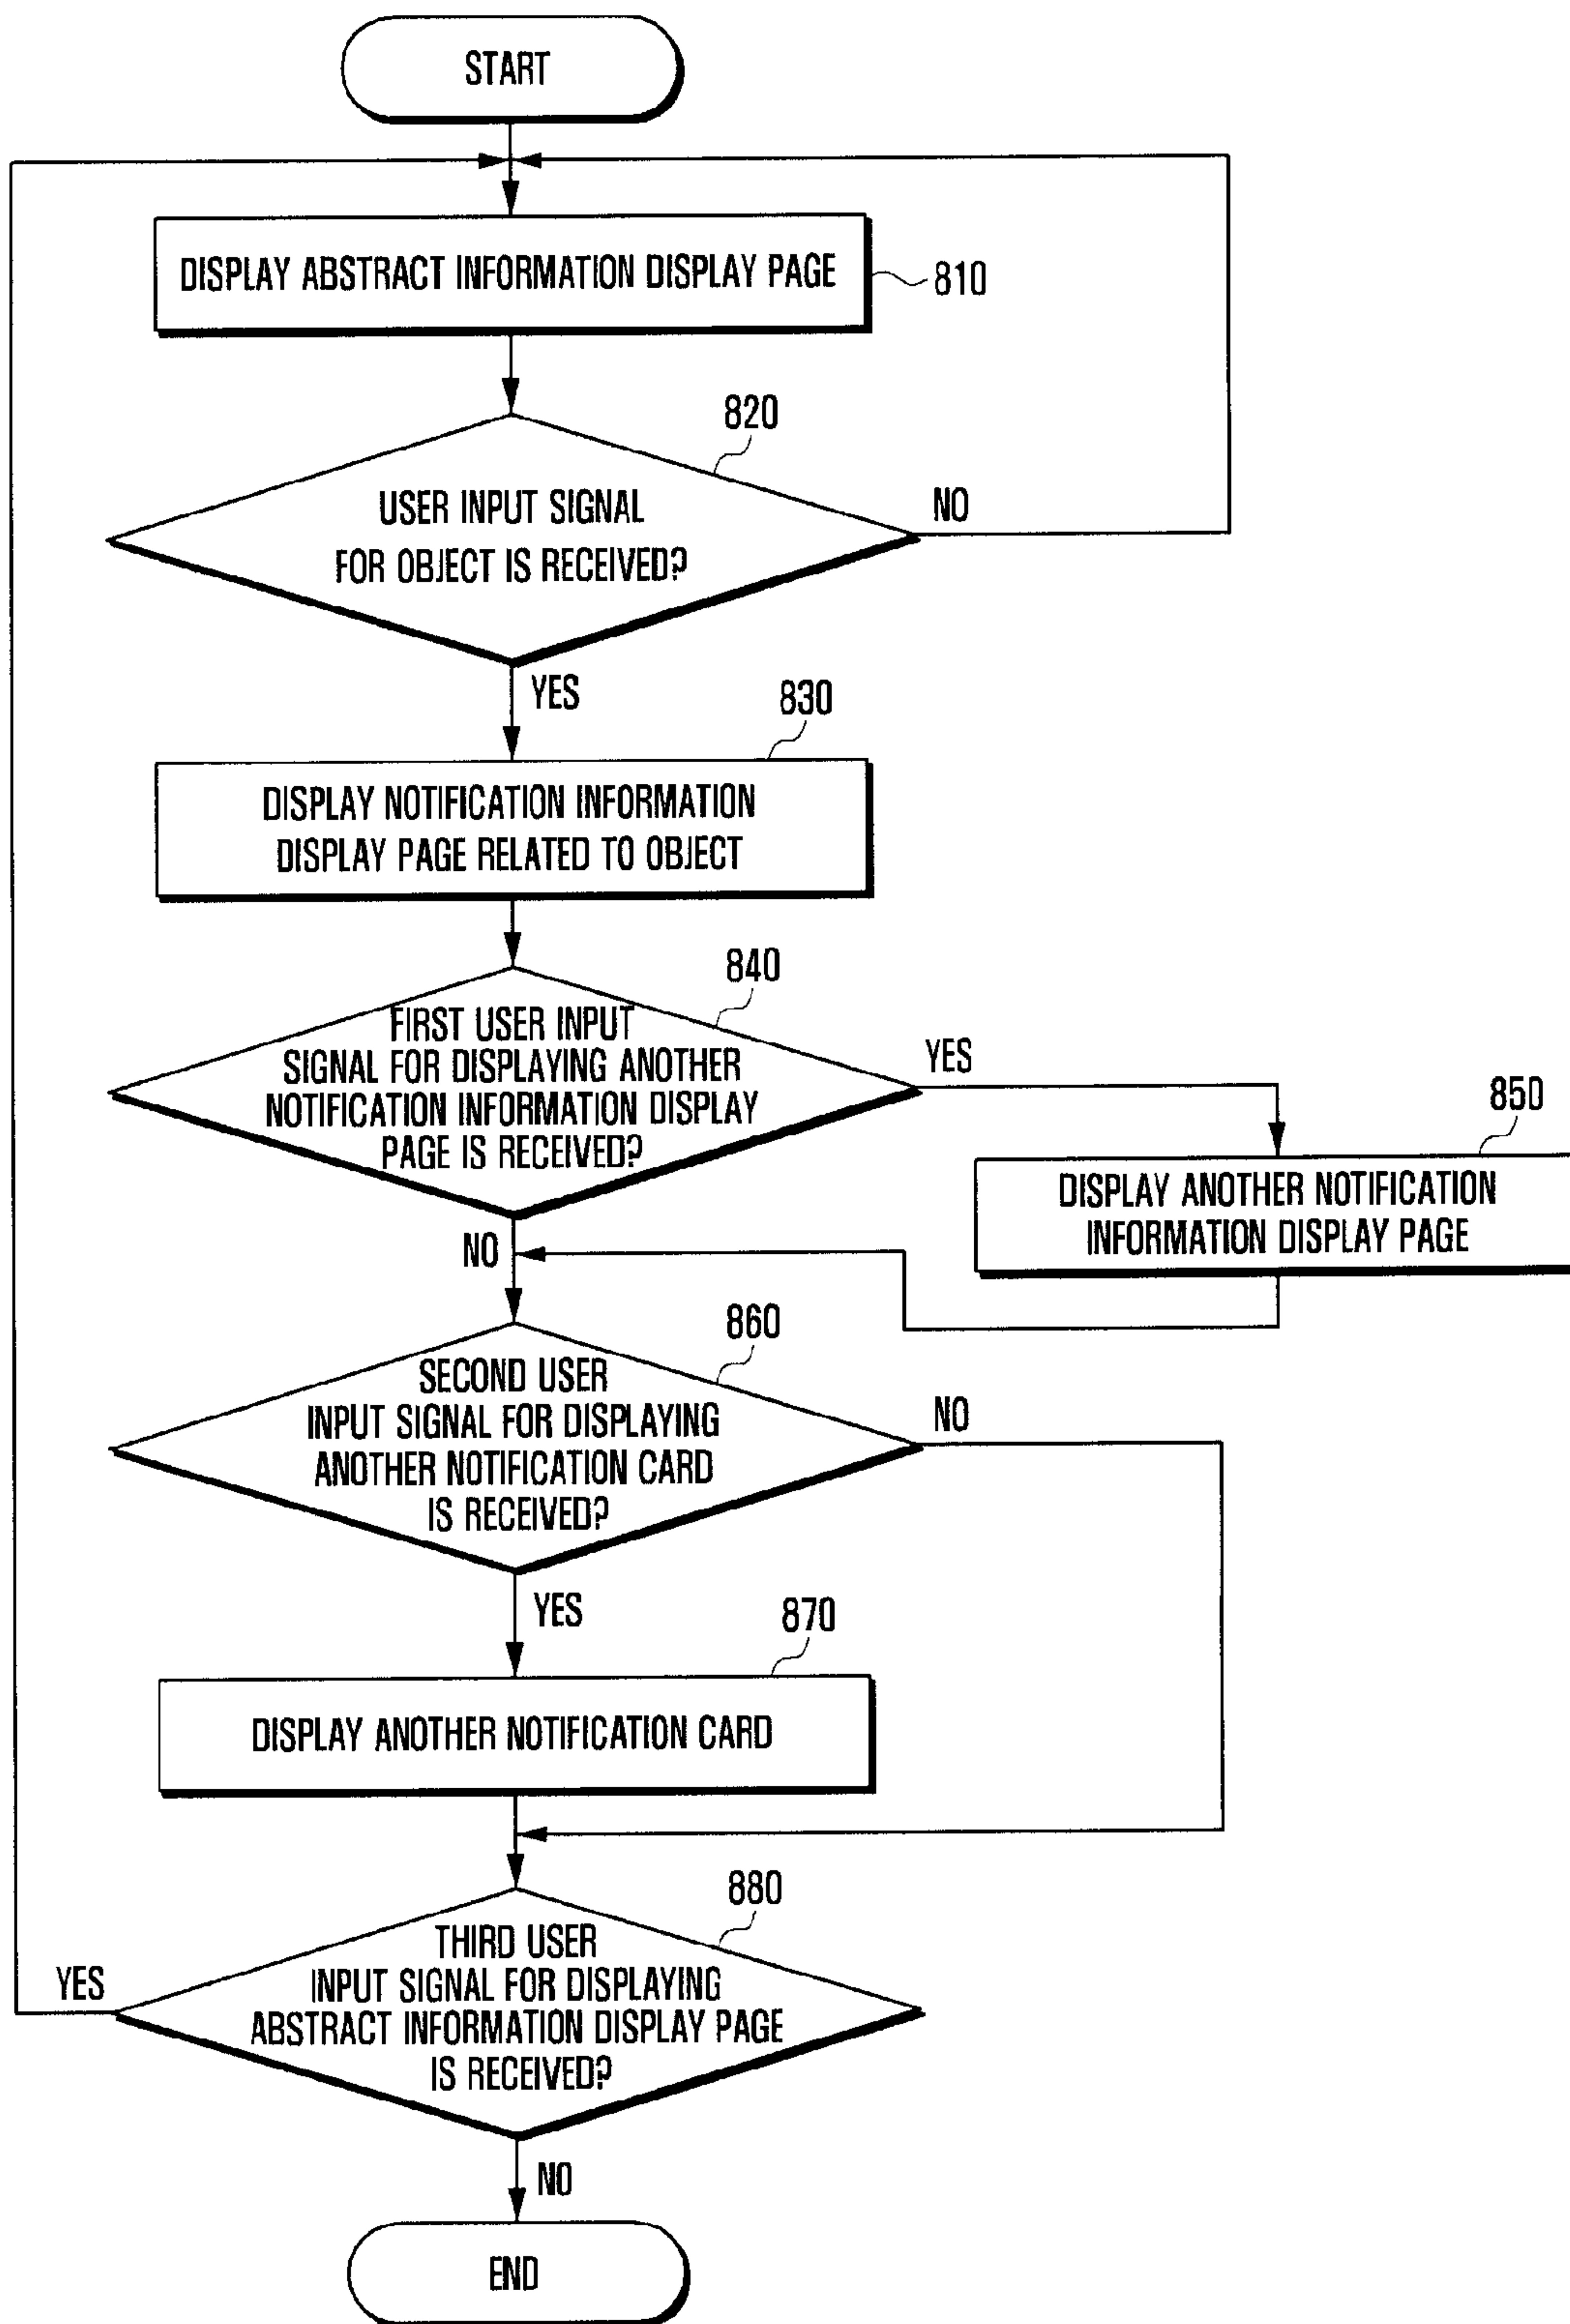 START
DISPLAY ABSTRACT INFORMATION DISPLAY PAGE
810
820
USER INPUT SIGNAL
FOR OBJECT IS RECEIVED?
NO
YES
830
DISPLAY NOTIFICATION INFORMATION
DISPLAY PAGE RELATED TO OBJECT
840
FIRST USER INPUT
SIGNAL FOR DISPLAYING ANOTHER
NOTIFICATION INFORMATION DISPLAY
PAGE IS RECEIVED?
YES
850
DISPLAY ANOTHER NOTIFICATION
INFORMATION DISPLAY PAGE
NO
860
SECOND USER
INPUT SIGNAL FOR DISPLAYING
ANOTHER NOTIFICATION CARD
IS RECEIVED?
NO
YES
870
DISPLAY ANOTHER NOTIFICATION CARD
880
THIRD USER
INPUT SIGNAL FOR DISPLAYING
ABSTRACT INFORMATION DISPLAY PAGE
IS RECEIVED?
YES
NO
END